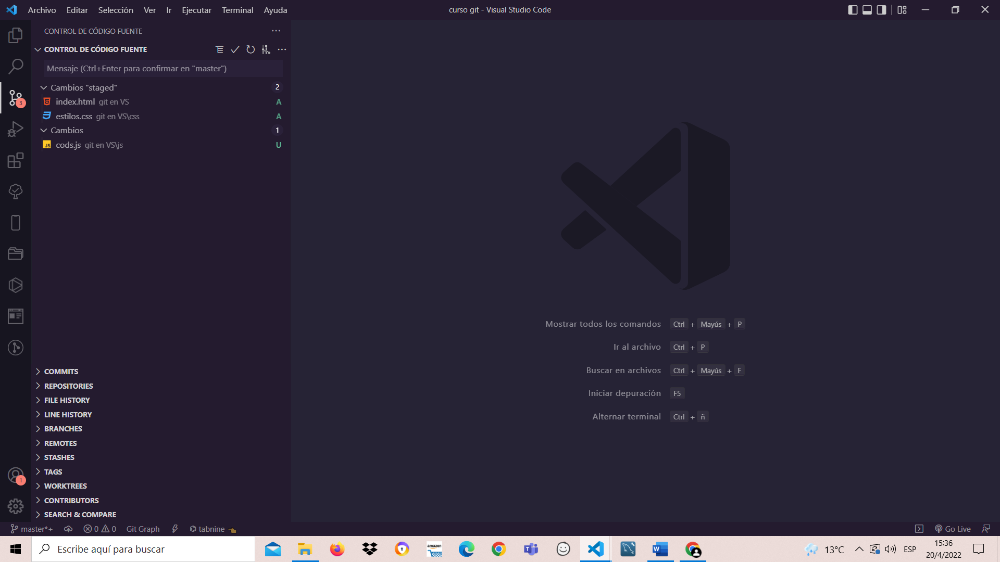 Archivo Editar Selección Ver Ir Ejecutar Terminal Ayuda
curso git - Visual Studio Code
CONTROL DE CÓDIGO FUENTE
CONTROL DE CÓDIGO FUENTE
Mensaje (Ctrl+Enter para confirmar en "master")
Cambios "staged" 2
index.html git en VS A
estilos.css git en VS\css A
Cambios 1
JS cods.js git en VS\js U
3
COMMITS
REPOSITORIES
FILE HISTORY
LINE HISTORY
BRANCHES
REMOTES
STASHES
TAGS
WORKTREES
CONTRIBUTORS
SEARCH & COMPARE
1
Mostrar todos los comandos Ctrl + Mayús + P
Ir al archivo Ctrl + P
Buscar en archivos Ctrl + Mayús + F
Iniciar depuración F5
Alternar terminal Ctrl + ñ
master*+ 0 0 Git Graph tabnine Go Live
Escribe aquí para buscar
amazon
13°C ESP
15:36
20/4/2022